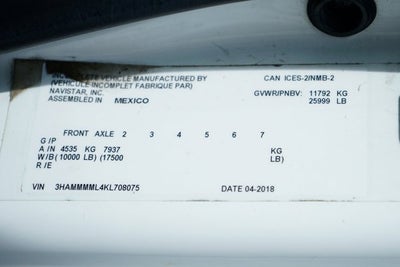 INCOMPLETE VEHICLE MANUFACTURED BY
(VEHICULE INCOMPLET FABRIQUE PAR)
NAVISTAR, INC.
ASSEMBLED IN MEXICO
CAN ICES-2/NMB-2
GVWR/PNBV: 11792 KG
25999 LB
FRONT AXLE 2 3 4 5 6 7
G/P
A/N 4535 KG 7937 KG
W/B (10000 LB) (17500 LB)
R/E
VIN 3HAMMMML4KL708075 DATE 04-2018